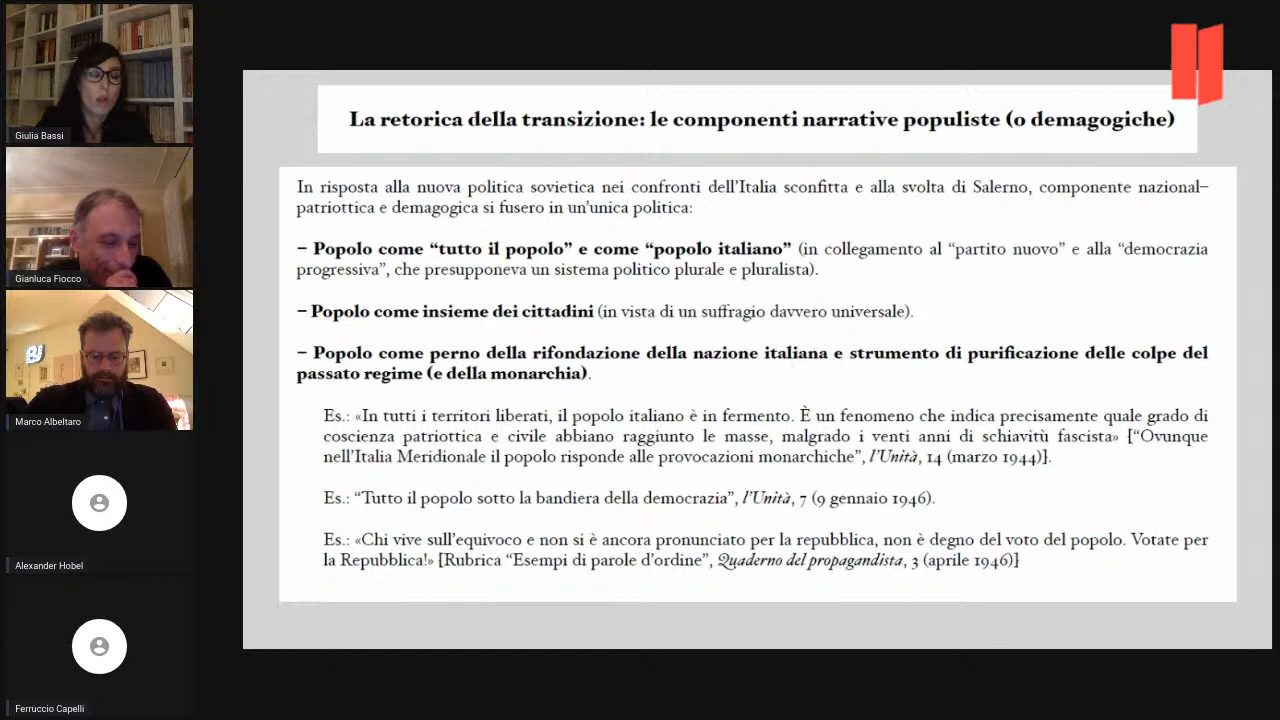 La retorica della transizione: le componenti narrative populiste (o demagogiche)
In risposta alla nuova politica sovietica nei confronti dell'Italia sconfitta e alla svolta di Salerno, componente nazional–
patriottica e demagogica si fusero in un'unica politica:
– Popolo come “tutto il popolo” e come “popolo italiano” (in collegamento al “partito nuovo” e alla “democrazia
progressiva”, che presupponeva un sistema politico plurale e pluralista).
– Popolo come insieme dei cittadini (in vista di un suffragio davvero universale).
– Popolo come perno della rifondazione della nazione italiana e strumento di purificazione delle colpe del
passato regime (e della monarchia).
Es.: «In tutti i territori liberati, il popolo italiano è in fermento. È un fenomeno che indica precisamente quale grado di
coscienza patriottica e civile abbiano raggiunto le masse, malgrado i venti anni di schiavitù fascista» [“Ovunque
nell'Italia Meridionale il popolo risponde alle provocazioni monarchiche”, l'Unità, 14 (marzo 1944)].
Es.: “Tutto il popolo sotto la bandiera della democrazia”, l'Unità, 7 (9 gennaio 1946).
Es.: «Chi vive sull'equivoco e non si è ancora pronunciato per la repubblica, non è degno del voto del popolo. Votate per
la Repubblica!» [Rubrica “Esempi di parole d'ordine”, Quaderno del propagandista, 3 (aprile 1946)]
Giulia Bassi
Gianluca Fiocco
Marco Albeltaro
Alexander Hobel
Ferruccio Capelli